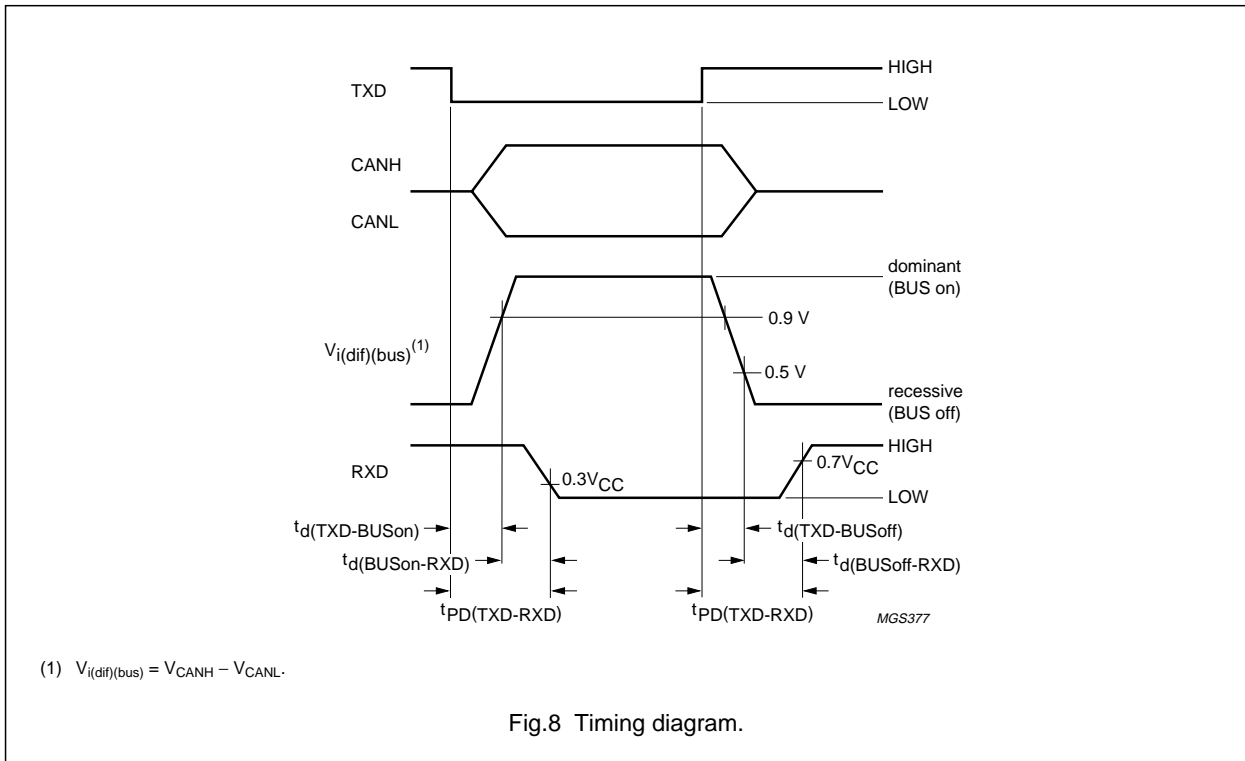 TXD
HIGH
LOW
CANH
CANL
dominant
(BUS on)
0.9 V
Vi(dif)(bus)(1)
0.5 V
recessive
(BUS off)
RXD
HIGH
0.7VCC
0.3VCC
LOW
td(TXD-BUSon)
td(TXD-BUSoff)
td(BUSon-RXD)
td(BUSoff-RXD)
tPD(TXD-RXD)
tPD(TXD-RXD)
MGS377
(1) Vi(dif)(bus) = VCANH − VCANL.
Fig.8 Timing diagram.